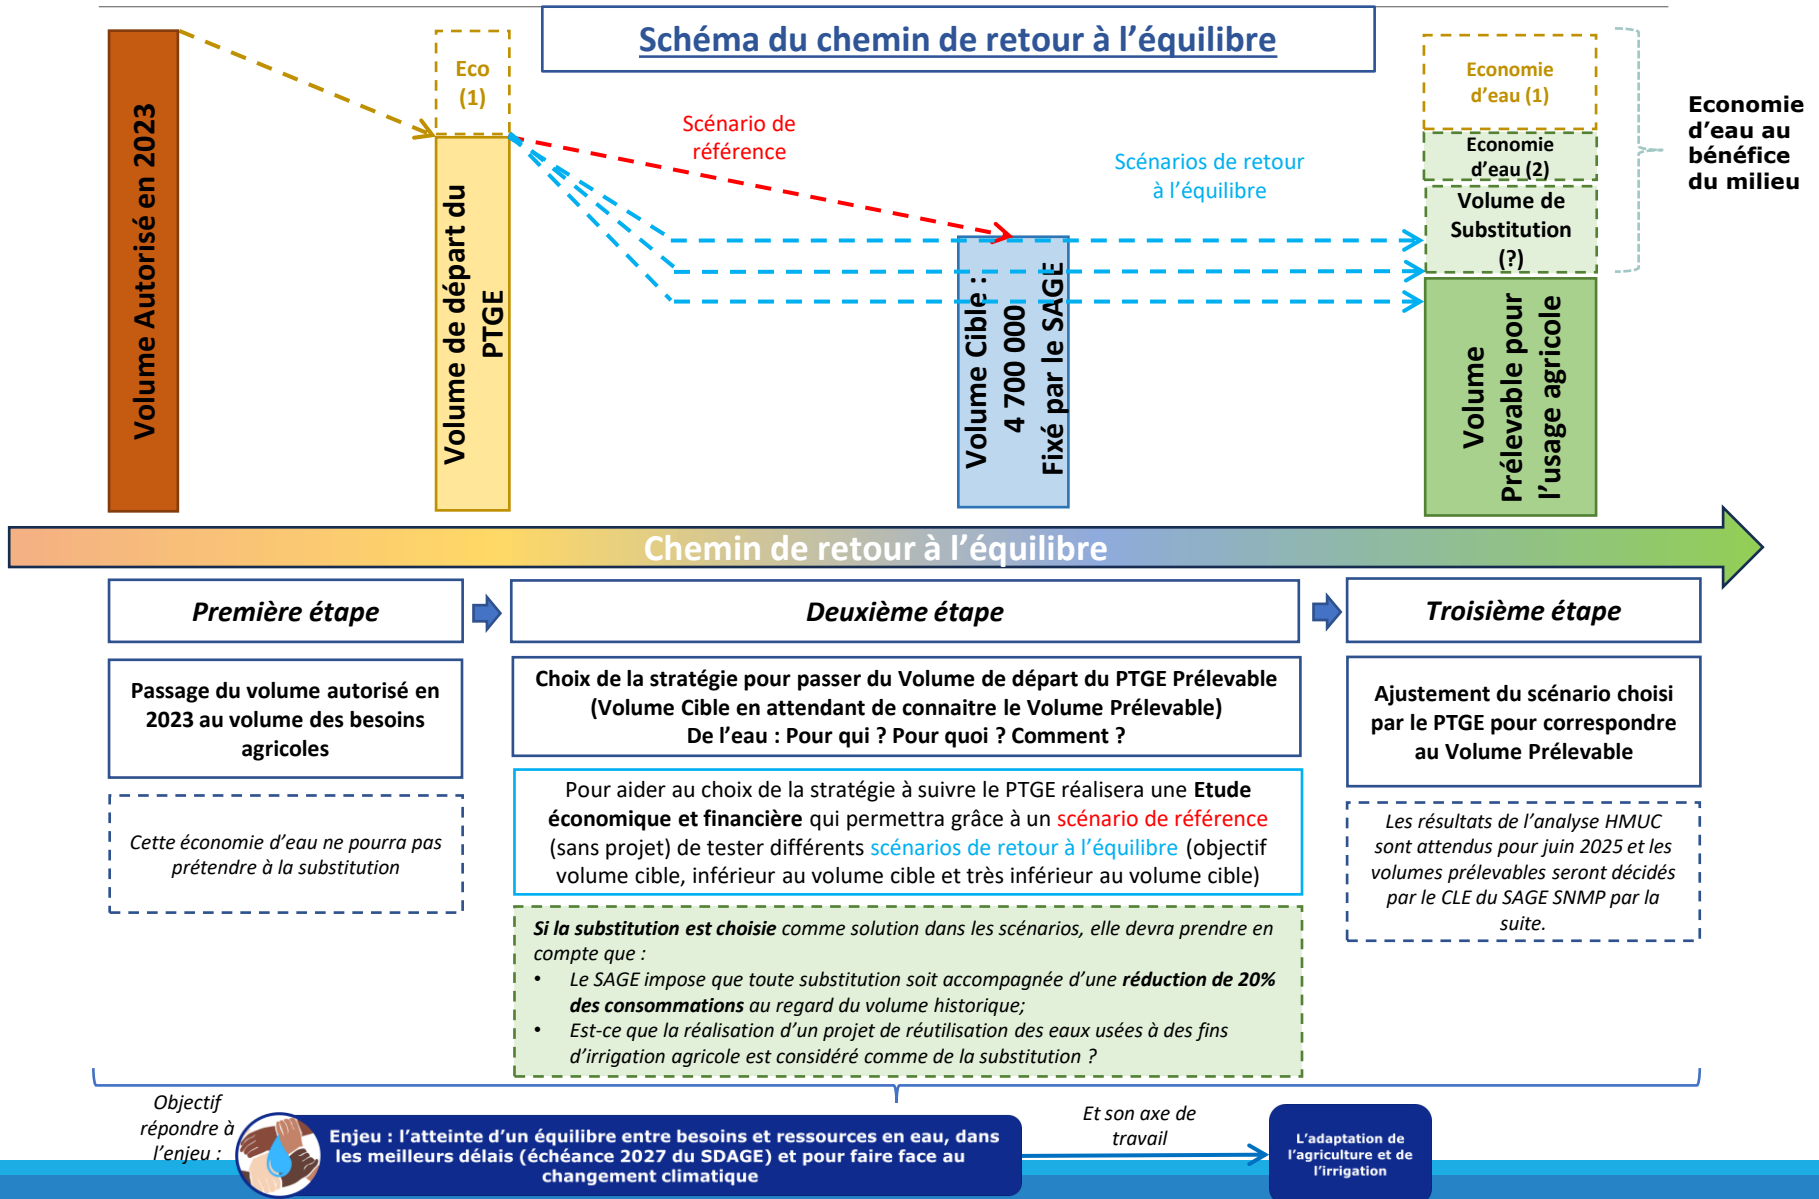 Schéma du chemin de retour à l'équilibre
Volume Autorisé en 2023
Eco
(1)
Volume de départ du
PTGE
Scénario de
référence
Volume Cible :
4 700 000
Fixé par le SAGE
Scénarios de retour
à l'équilibre
Economie
d'eau (1)
Economie
d'eau (2)
Volume de
Substitution
(?)
Volume
Prélevable pour
l'usage agricole
Economie
d'eau au
bénéfice
du milieu
Chemin de retour à l'équilibre
Première étape
Passage du volume autorisé en
2023 au volume des besoins
agricoles
Cette économie d'eau ne pourra pas
prétendre à la substitution
Deuxième étape
Choix de la stratégie pour passer du Volume de départ du PTGE Prélevable
(Volume Cible en attendant de connaitre le Volume Prélevable)
De l'eau : Pour qui ? Pour quoi ? Comment ?
Pour aider au choix de la stratégie à suivre le PTGE réalisera une Etude
économique et financière qui permettra grâce à un scénario de référence
(sans projet) de tester différents scénarios de retour à l'équilibre (objectif
volume cible, inférieur au volume cible et très inférieur au volume cible)
Si la substitution est choisie comme solution dans les scénarios, elle devra prendre en
compte que :
• Le SAGE impose que toute substitution soit accompagnée d'une réduction de 20%
des consommations au regard du volume historique;
• Est-ce que la réalisation d'un projet de réutilisation des eaux usées à des fins
d'irrigation agricole est considéré comme de la substitution ?
Troisième étape
Ajustement du scénario choisi
par le PTGE pour correspondre
au Volume Prélevable
Les résultats de l'analyse HMUC
sont attendus pour juin 2025 et les
volumes prélevables seront décidés
par le CLE du SAGE SNMP par la
suite.
Objectif
répondre à
l'enjeu :
Enjeu : l'atteinte d'un équilibre entre besoins et ressources en eau, dans
les meilleurs délais (échéance 2027 du SDAGE) et pour faire face au
changement climatique
Et son axe de
travail
L'adaptation de
l'agriculture et de
l'irrigation